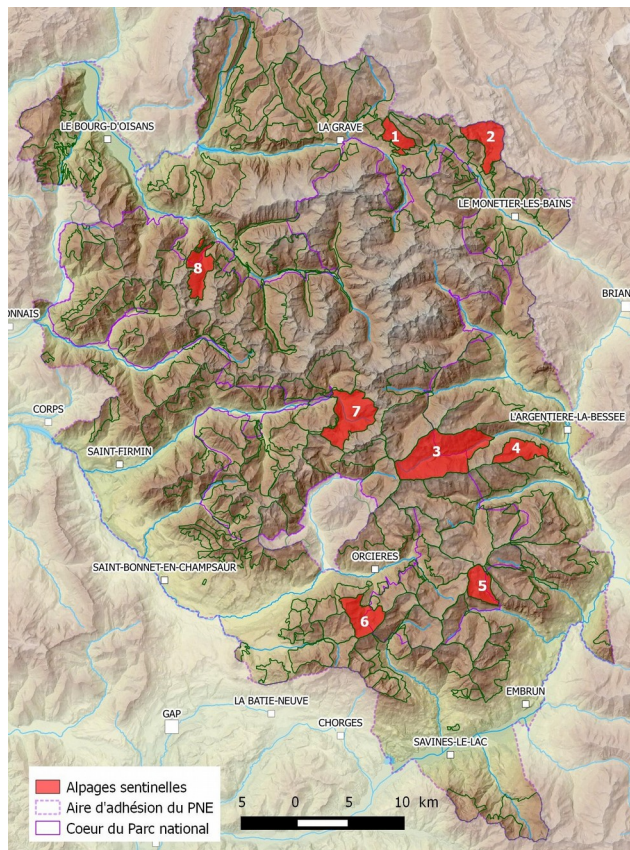 LE BOURG-D'OISANS
LA GRAVE
1
2
LE MONETIER-LES-BAINS
8
BRIAN
ONNAIS
7
CORPS
L'ARGENTIERE-LA-BESSEE
SAINT-FIRMIN
3
4
ORCIERES
SAINT-BONNET-EN-CHAMPSAUR
5
6
EMBRUN
LA BATIE-NEUVE
GAP
CHORGES
SAVINES-LE-LAC
Alpages sentinelles
Aire d'adhésion du PNE
Coeur du Parc national
5 0 5 10 km